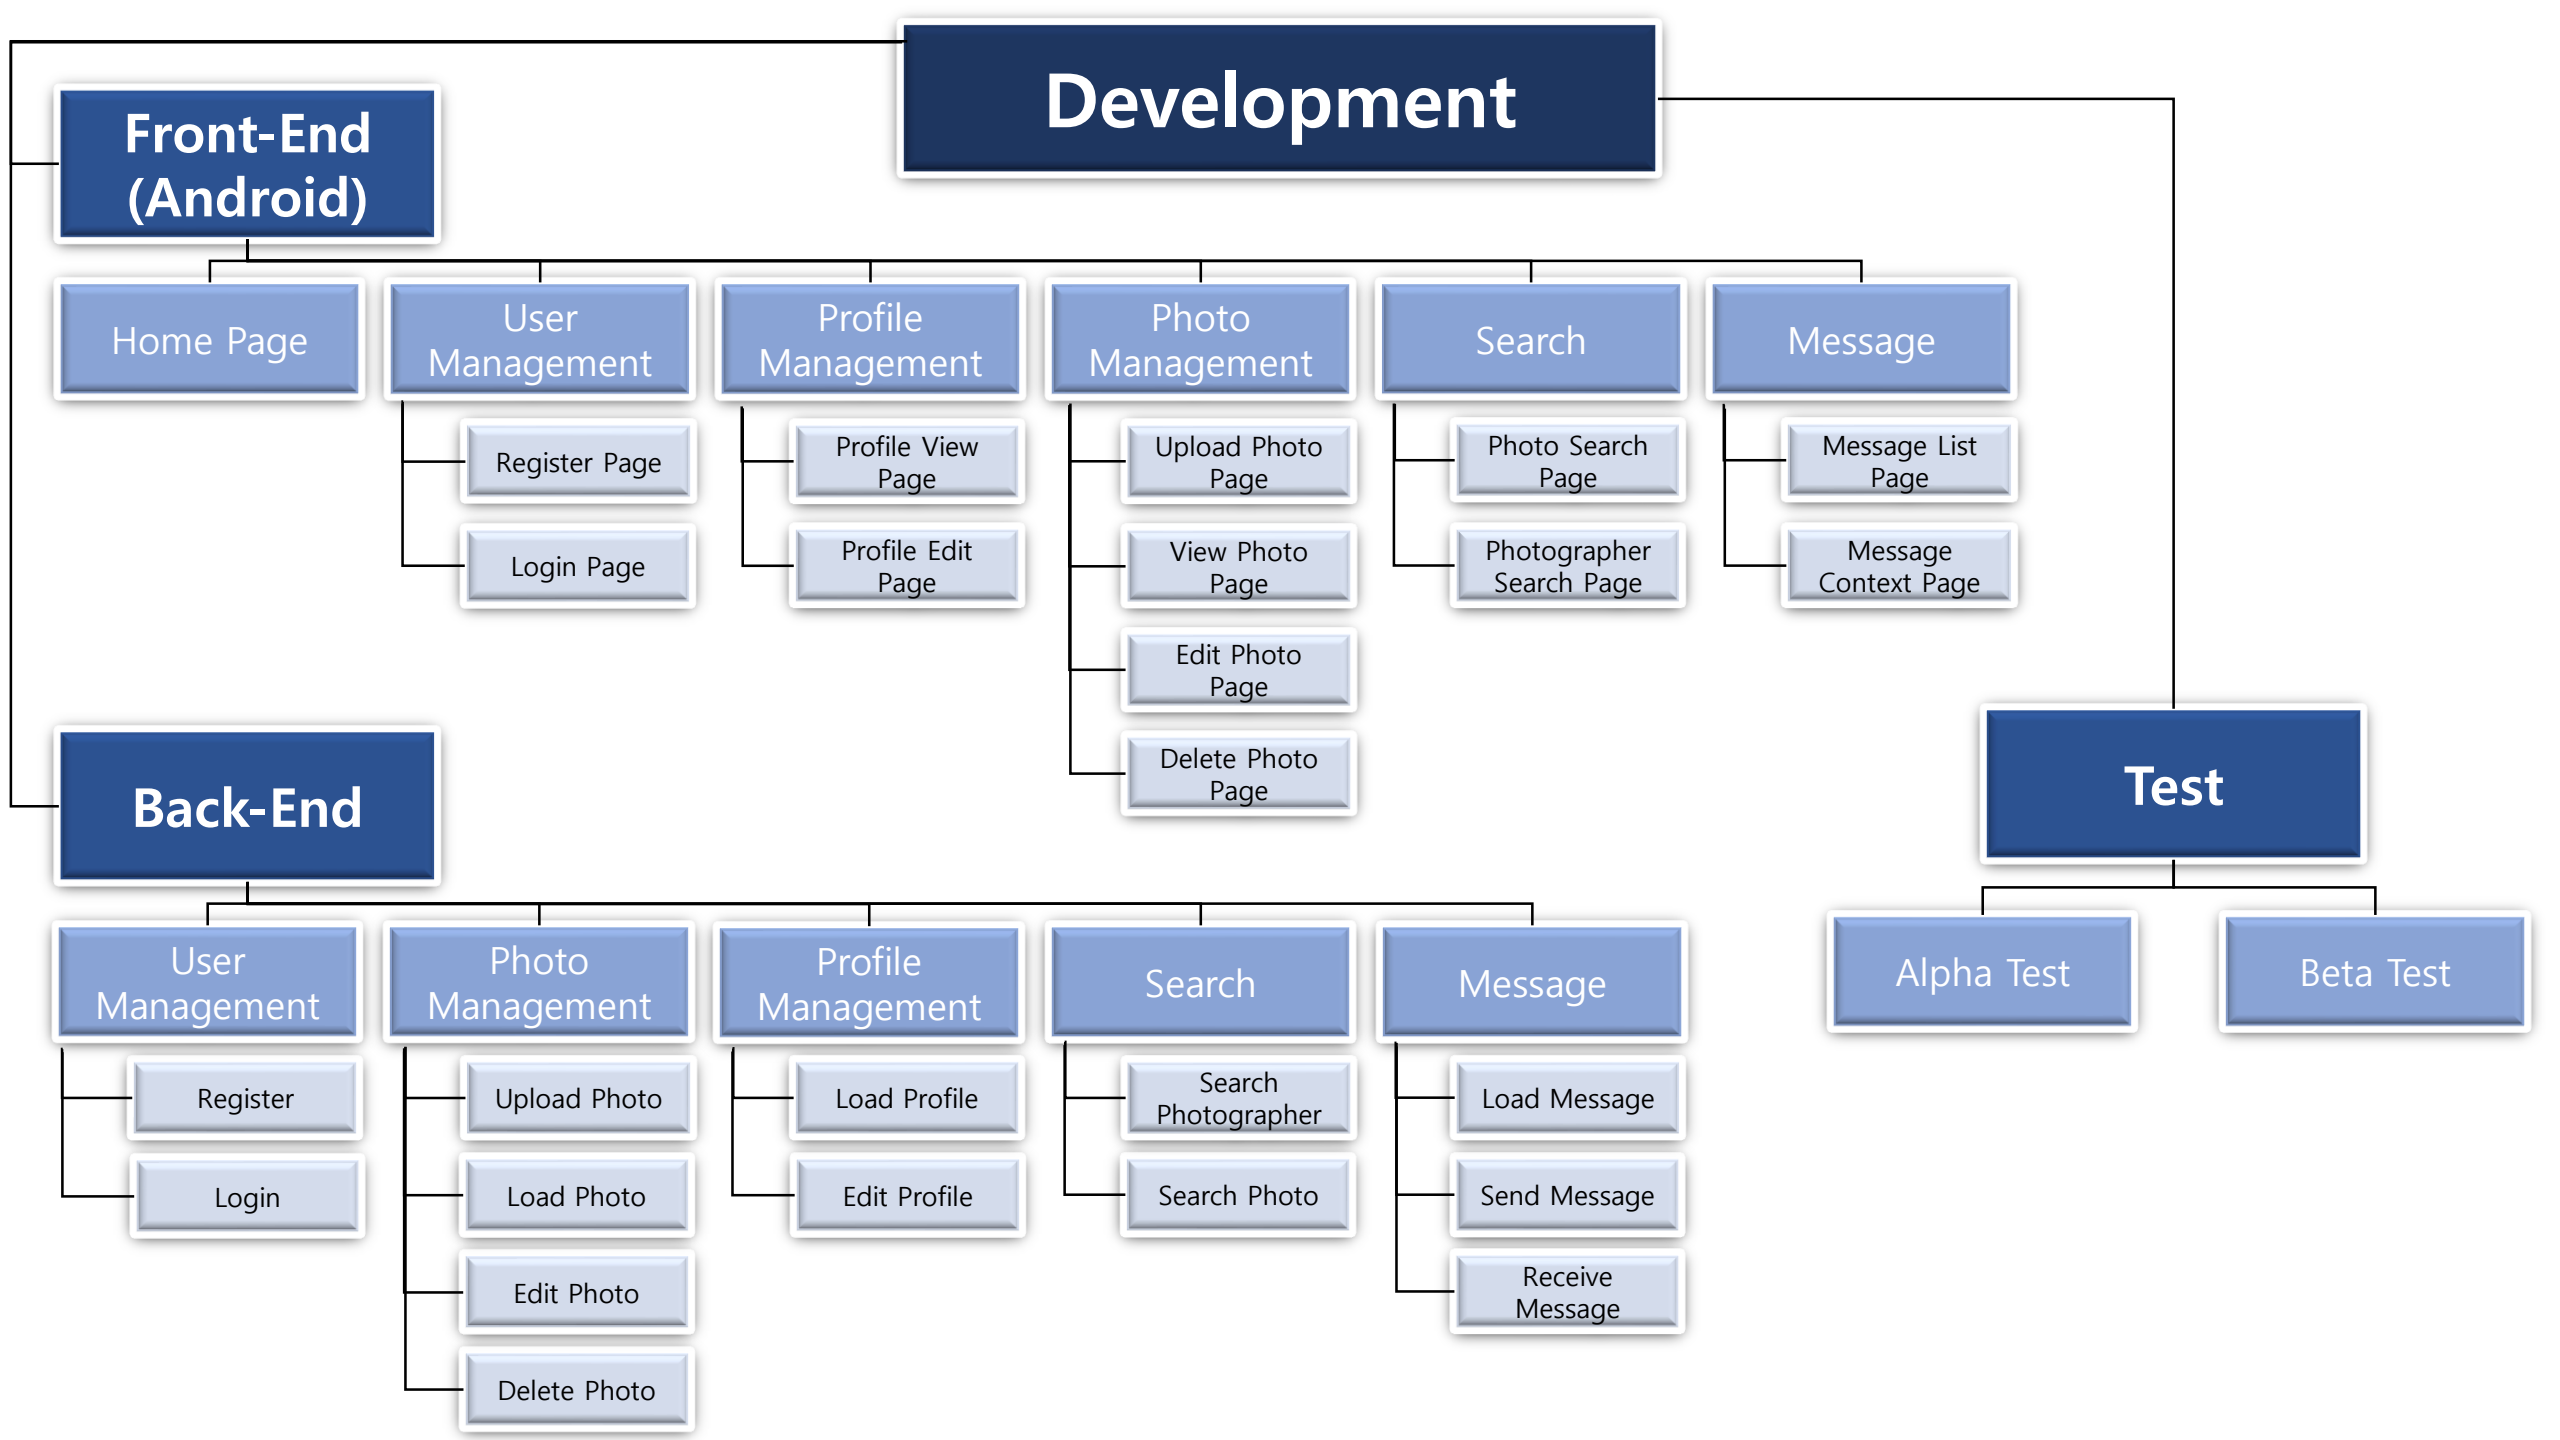 Development
Front-End
(Android)
Home Page
User
Management
Profile
Management
Photo
Management
Search
Message
Register Page
Login Page
Profile View
Page
Profile Edit
Page
Upload Photo
Page
View Photo
Page
Edit Photo
Page
Delete Photo
Page
Photo Search
Page
Photographer
Search Page
Message List
Page
Message
Context Page
Back-End
User
Management
Photo
Management
Profile
Management
Search
Message
Register
Login
Upload Photo
Load Photo
Edit Photo
Delete Photo
Load Profile
Edit Profile
Search
Photographer
Search Photo
Load Message
Send Message
Receive
Message
Test
Alpha Test
Beta Test